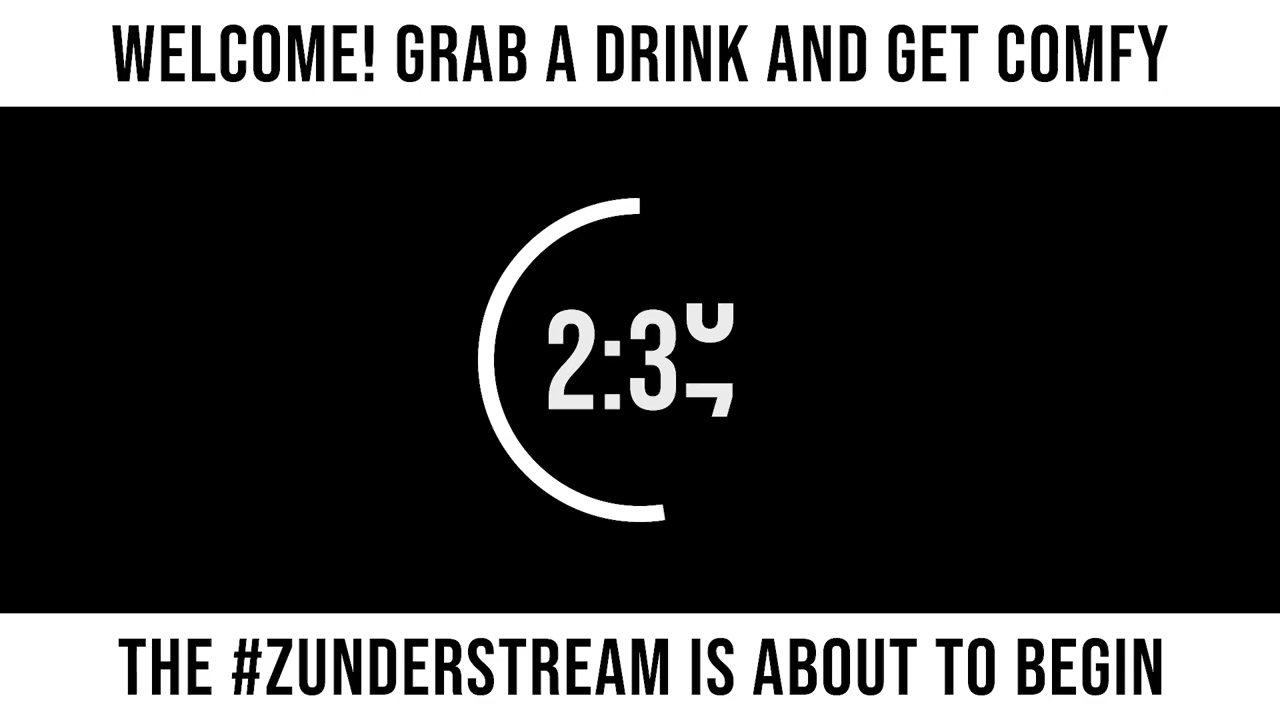 WELCOME! GRAB A DRINK AND GET COMFY
2:3
THE #ZUNDERSTREAM IS ABOUT TO BEGIN